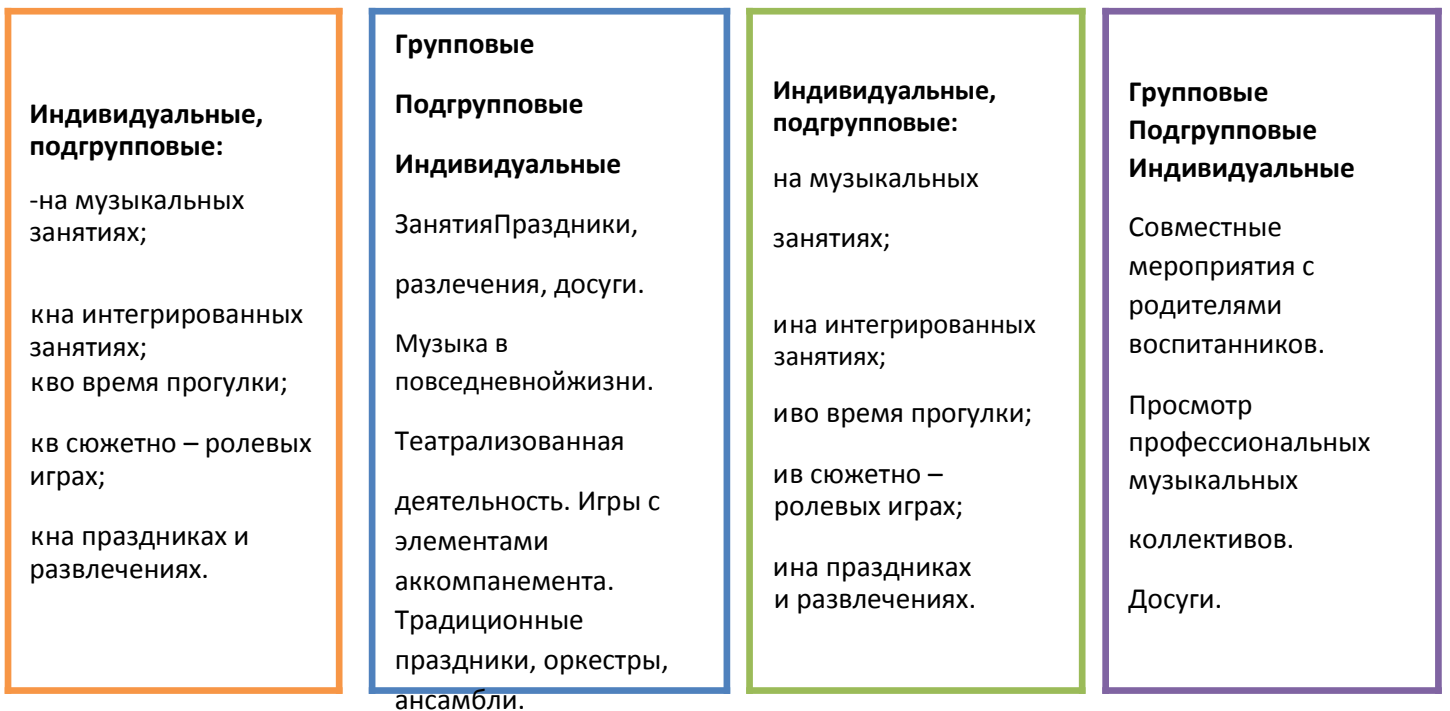 Индивидуальные,
подгрупповые:
-на музыкальных
занятиях;
кна интегрированных
занятиях;
кво время прогулки;
кв сюжетно – ролевых
играх;
кна праздниках и
развлечениях.
Групповые
Подгрупповые
Индивидуальные
ЗанятияПраздники,
разлечения, досуги.
Музыка в
повседневнойжизни.
Театрализованная
деятельность. Игры с
элементами
аккомпанемента.
Традиционные
праздники, оркестры,
ансамбли.
Индивидуальные,
подгрупповые:
на музыкальных
занятиях;
ина интегрированных
занятиях;
иво время прогулки;
ив сюжетно –
ролевых играх;
ина праздниках
и развлечениях.
Групповые
Подгрупповые
Индивидуальные
Совместные
мероприятия с
родителями
воспитанников.
Просмотр
профессиональных
музыкальных
коллективов.
Досуги.